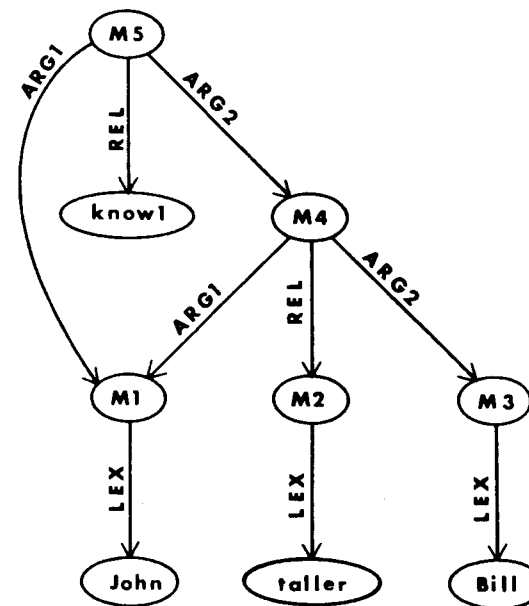 M5
ARG1
REL
ARG2
know1
M4
ARG1
REL
ARG2
M1
M2
M3
LEX
LEX
LEX
John
taller
Bill